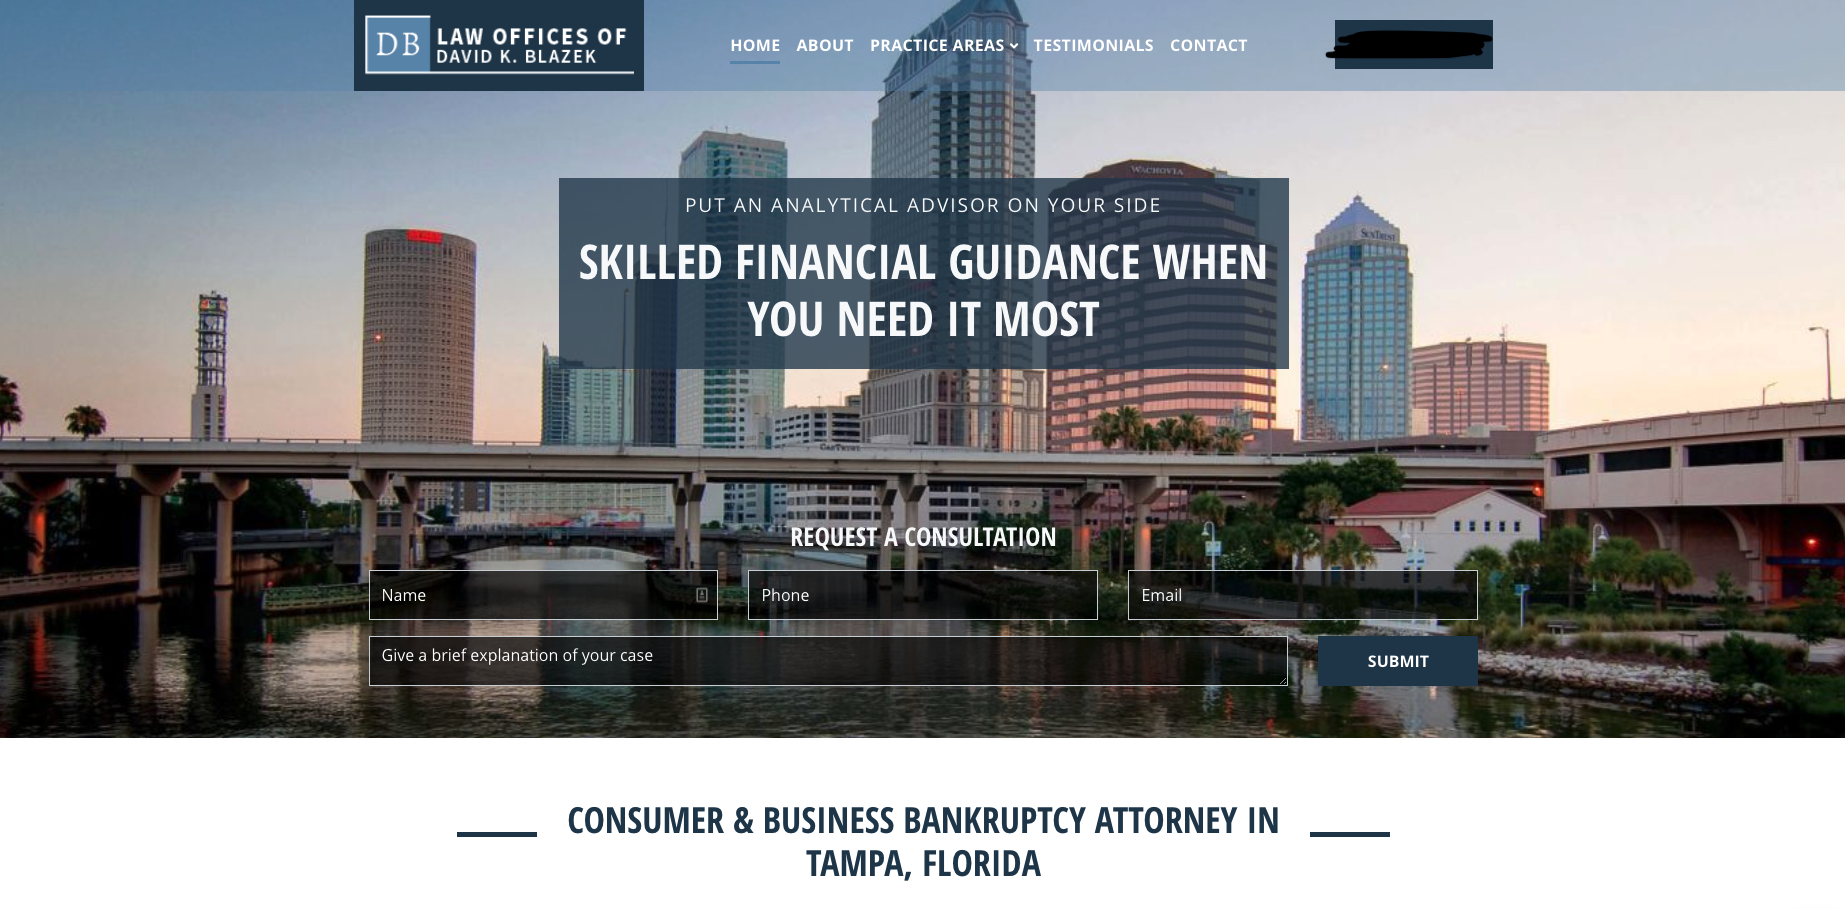 DB
LAW OFFICES OF
DAVID K. BLAZEK
HOME ABOUT PRACTICE AREAS TESTIMONIALS CONTACT
WACHOVIA
PUT AN ANALYTICAL ADVISOR ON YOUR SIDE
SKILLED FINANCIAL GUIDANCE WHEN
YOU NEED IT MOST
SUNTRUST
REQUEST A CONSULTATION
Name
Phone
Email
Give a brief explanation of your case
SUBMIT
CONSUMER & BUSINESS BANKRUPTCY ATTORNEY IN
TAMPA, FLORIDA